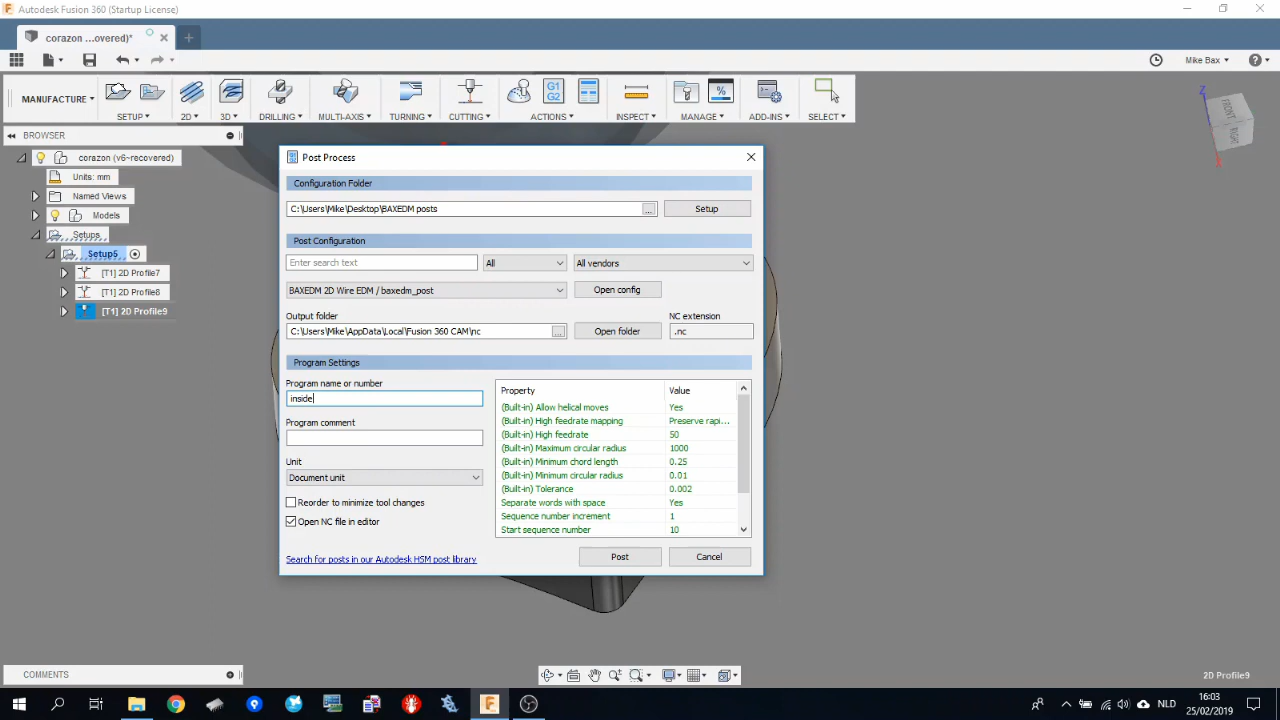 Autodesk Fusion 360 (Startup License)
corazon ...overed)*
Mike Bax
MANUFACTURE
SETUP
2D
3D
DRILLING
MULTI-AXIS
TURNING
CUTTING
G1
G2
ACTIONS
INSPECT
%
MANAGE
ADD-INS
SELECT
BROWSER
corazon (v6~recovered)
Units: mm
Named Views
Models
Setups
Setup5
[T1] 2D Profile7
[T1] 2D Profile8
[T1] 2D Profile9
Z
FRONT
RIGHT
X
Post Process
Configuration Folder
C:\Users\Mike\Desktop\BAXEDM posts
...
Setup
Post Configuration
Enter search text
All
All vendors
BAXEDM 2D Wire EDM / baxedm_post
Open config
Output folder
NC extension
C:\Users\Mike\AppData\Local\Fusion 360 CAM\nc
...
Open folder
.nc
Program Settings
Program name or number
inside
Program comment
Unit
Document unit
Reorder to minimize tool changes
Open NC file in editor
Search for posts in our Autodesk HSM post library
Property Value
(Built-in) Allow helical moves Yes
(Built-in) High feedrate mapping Preserve rapi...
(Built-in) High feedrate 50
(Built-in) Maximum circular radius 1000
(Built-in) Minimum chord length 0.25
(Built-in) Minimum circular radius 0.01
(Built-in) Tolerance 0.002
Separate words with space Yes
Sequence number increment 1
Start sequence number 10
Post
Cancel
COMMENTS
2D Profile9
NLD
16:03
25/02/2019